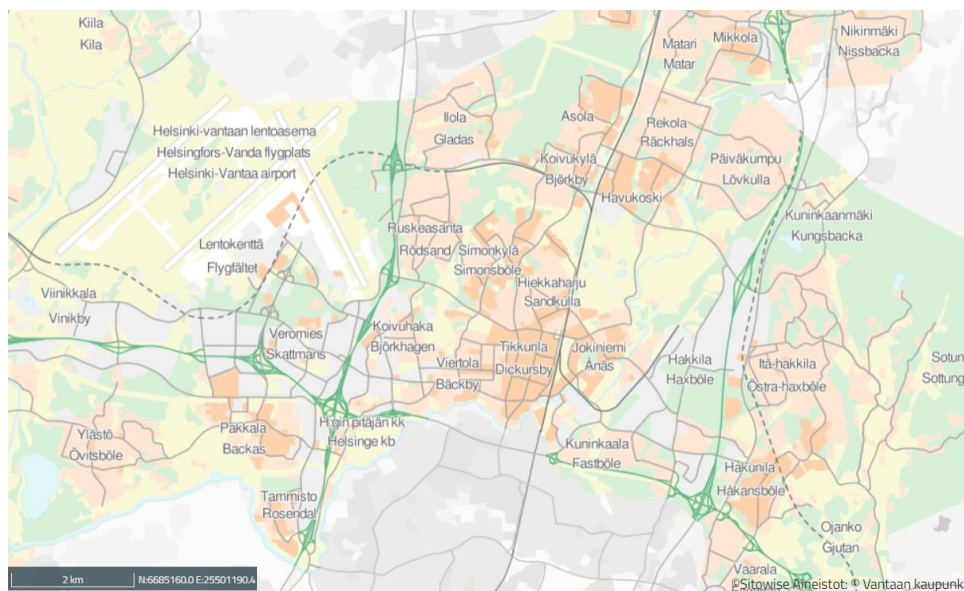 Kiila
Kila
Matari
Matar
Mikkola
Nikinmäki
Nissbacka
Helsinki-vantaan lentoasema
Helsingfors-Vanda flygplats
Helsinki-Vantaa airport
Ilola
Gladas
Asola
Rekola
Räckhals
Koivukylä
Björkby
Havukoski
Päiväkumpu
Lövkulla
Kuninkaanmäki
Kungsbacka
Lentokenttä
Flygfältet
Ruskeasanta
Rödsand
Simonkylä
Simonsböle
Hiekkaharju
Sandkulla
Viinikkala
Vinikby
Veromies
Skattmans
Koivuhaka
Björkhagen
Viertola
Bäckby
Tikkurila
Dickursby
Jokiniemi
Ånäs
Hakkila
Haxböle
Itä-hakkila
Östra-haxböle
Sotun
Sottung
Ylästö
Övitsböle
Pakkala
Backas
H:gin pitäjän kk
Helsinge kb
Kuninkaala
Fastböle
Hakunila
Håkansböle
Tammisto
Rosendal
Ojanko
Gjutan
Vaarala
2 km
N:6685160.0 E:25501190.4
©Sitowise Aineistot: © Vantaan kaupunk